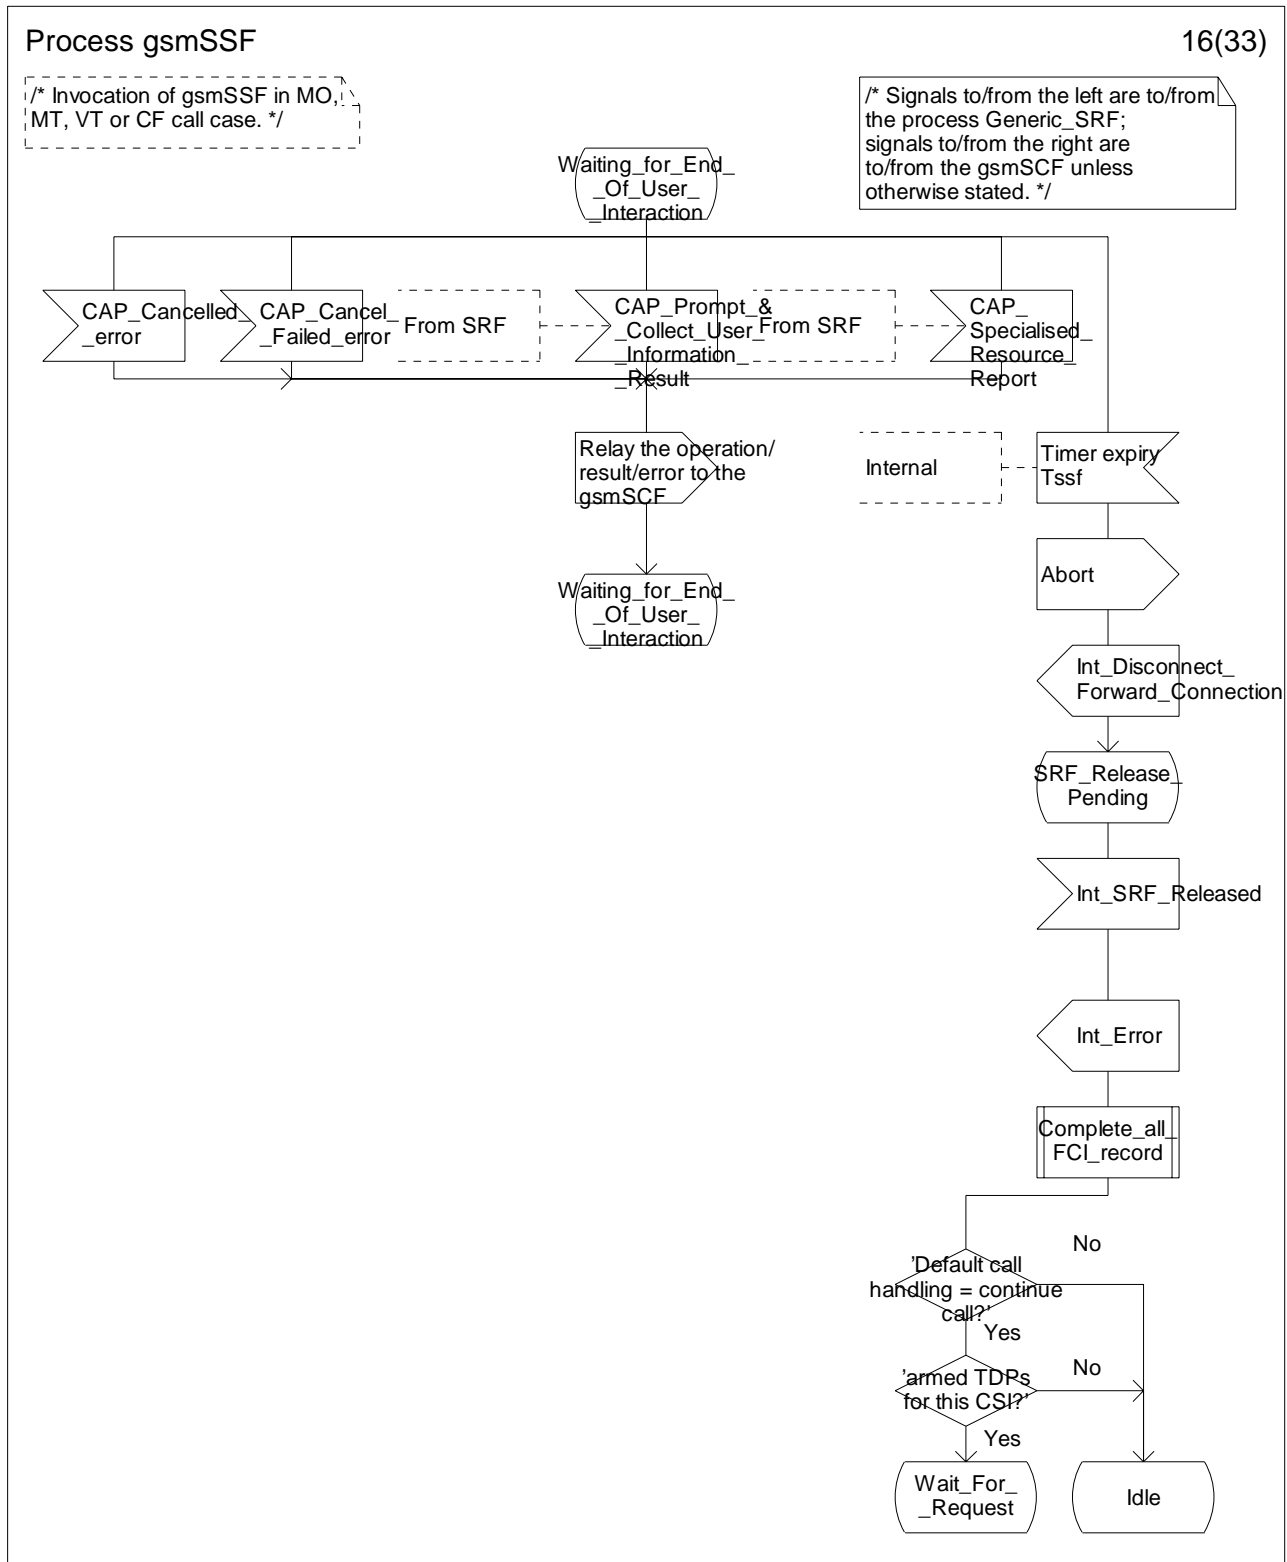 Process gsmSSF
16(33)
/* Invocation of gsmSSF in MO,
MT, VT or CF call case. */
/* Signals to/from the left are to/from
the process Generic_SRF;
signals to/from the right are
to/from the gsmSCF unless
otherwise stated. */
Waiting_for_End_
_Of_User_
_Interaction
CAP_Cancelled_
_error
CAP_Cancel_
_Failed_error
From SRF
CAP_Prompt_&
_Collect_User_
_Information_
_Result
From SRF
CAP_
Specialised_
Resource_
Report
Relay the operation/
result/error to the
gsmSCF
Internal
Timer expiry
Tssf
Waiting_for_End_
_Of_User_
_Interaction
Abort
Int_Disconnect_
Forward_Connection
SRF_Release_
Pending
Int_SRF_Released
Int_Error
Complete_all_
FCI_record
No
'Default call
handling = continue
call?'
Yes
No
'armed TDPs
for this CSI?'
Yes
Wait_For_
_Request
Idle